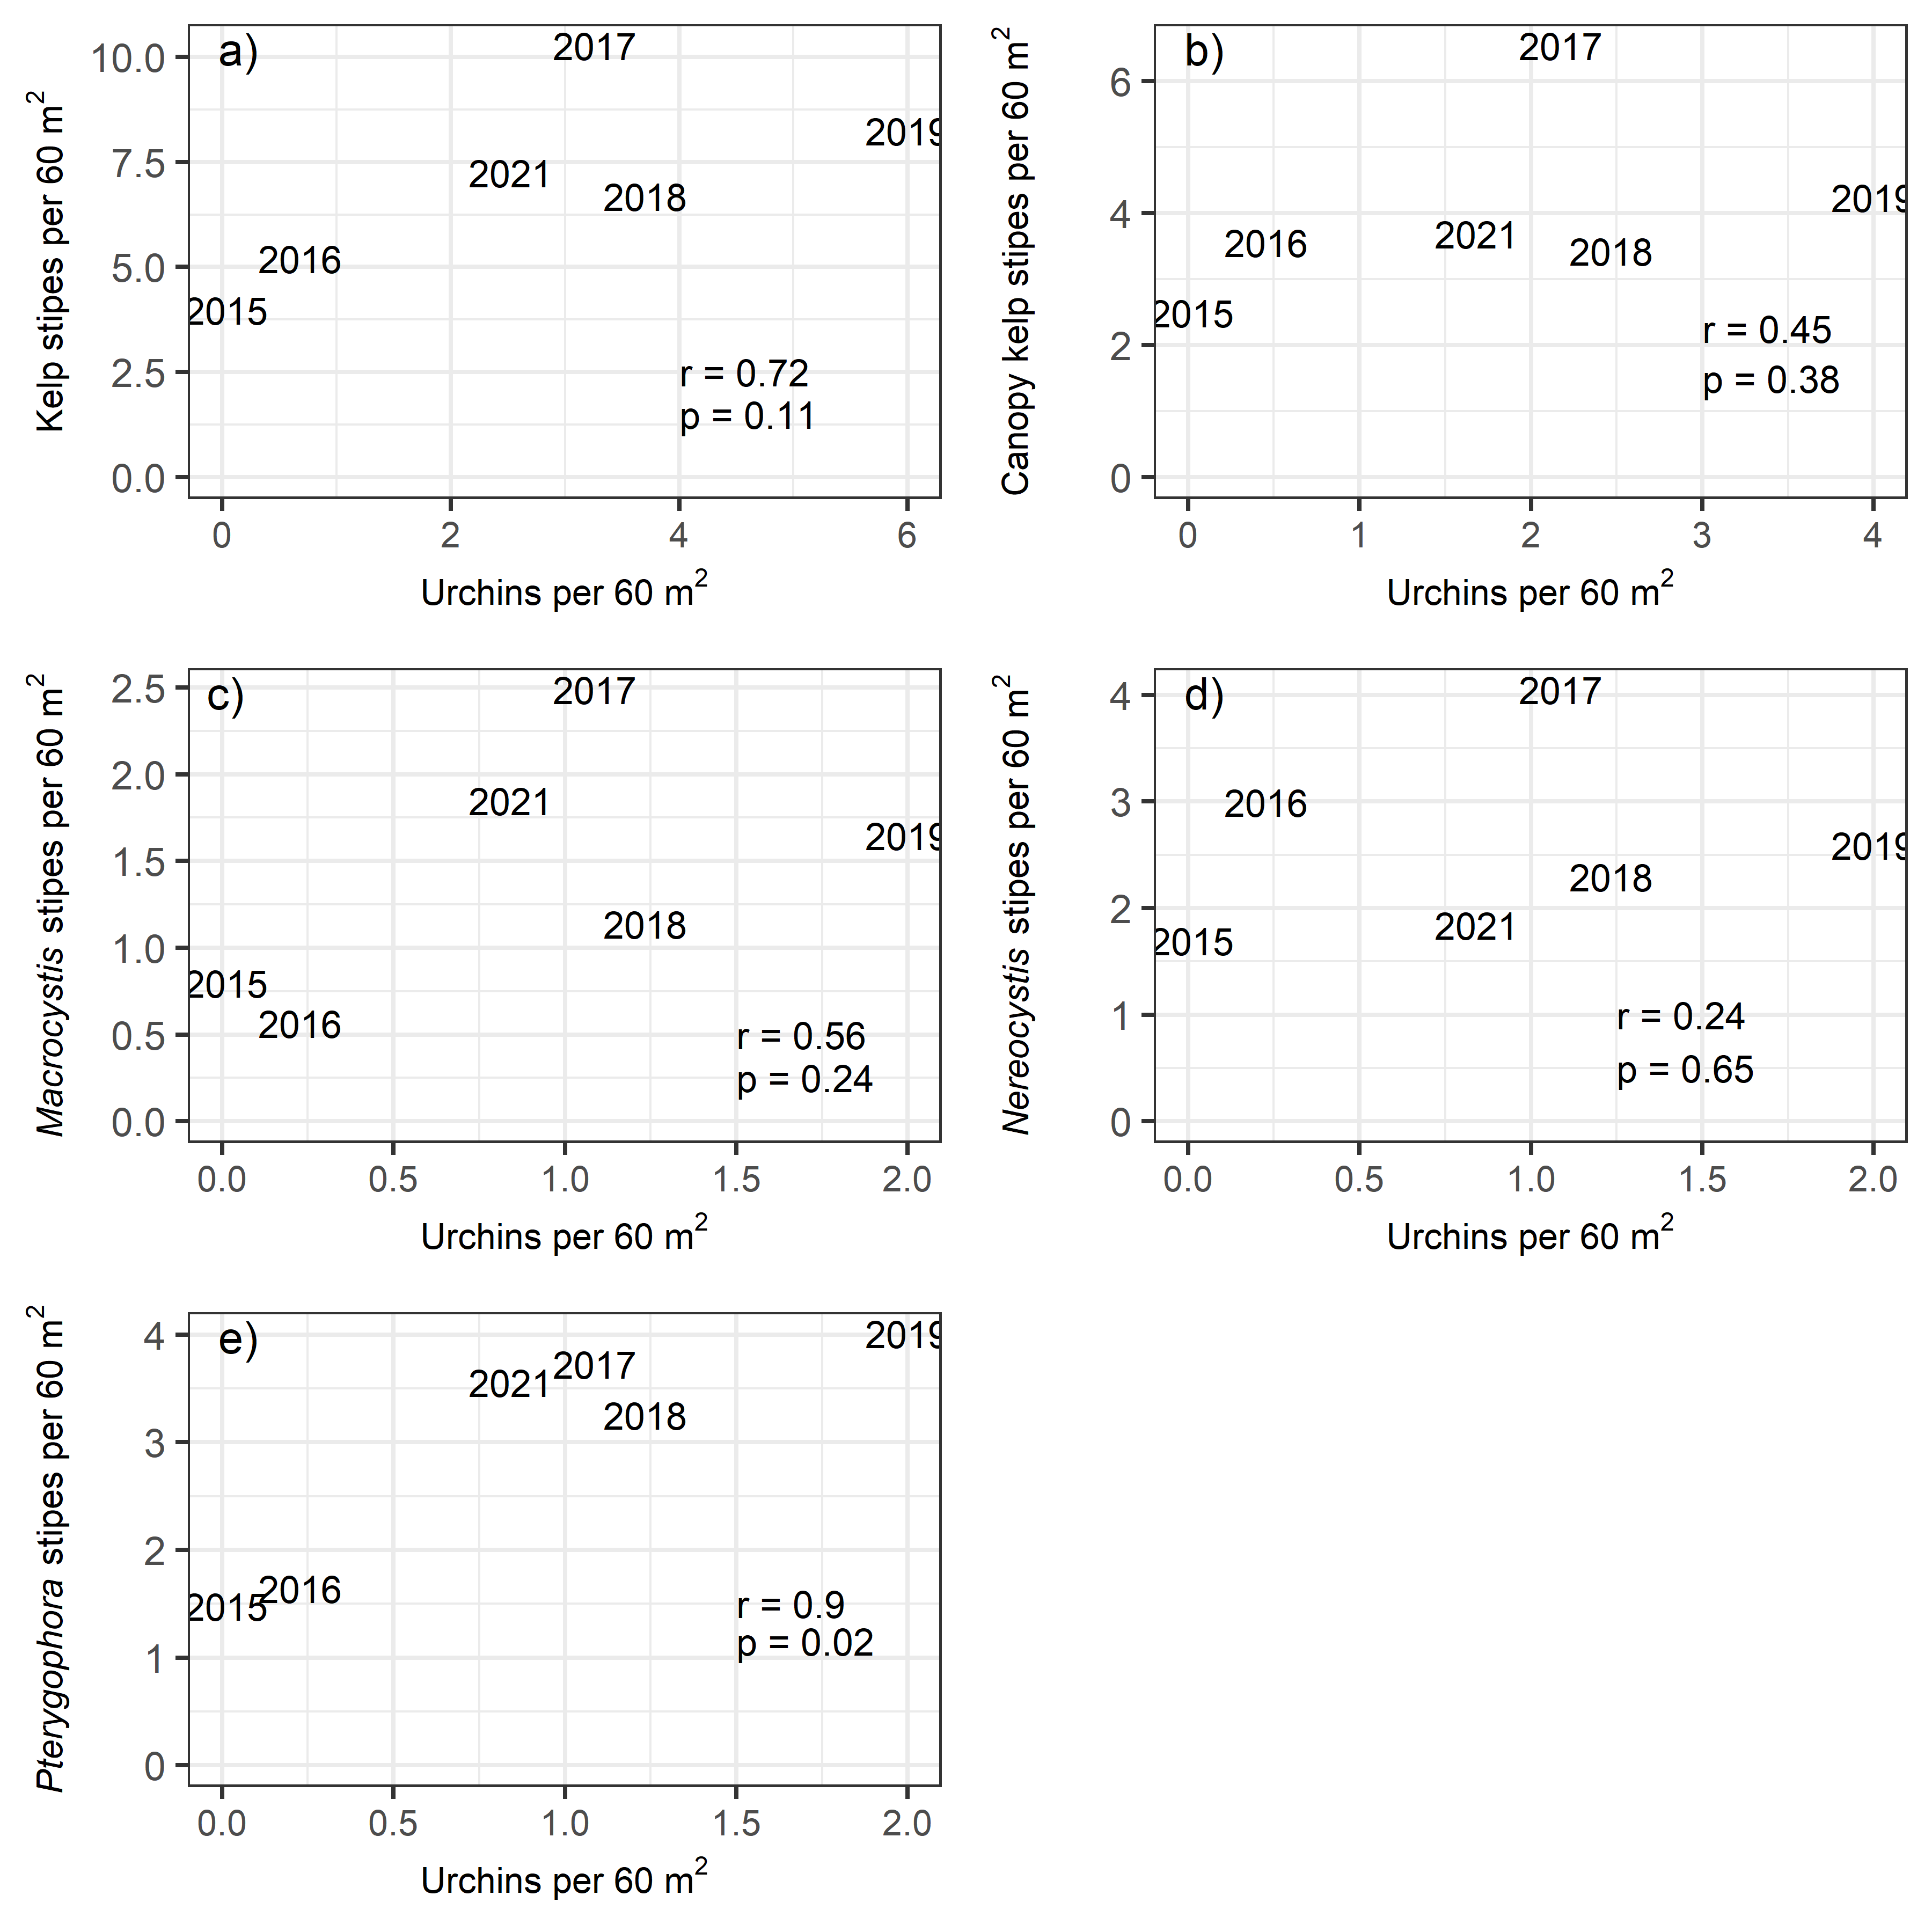 a)
Kelp stipes per 60 m²
10.0
7.5
5.0
2.5
0.0
2017
2019
2021
2018
2016
2015
r = 0.72
p = 0.11
0 2 4 6
Urchins per 60 m²
b)
Canopy kelp stipes per 60 m²
6
4
2
0
2017
2019
2021
2016
2018
2015
r = 0.45
p = 0.38
0 1 2 3 4
Urchins per 60 m²
c)
Macrocystis stipes per 60 m²
2.5
2.0
1.5
1.0
0.5
0.0
2017
2021
2019
2018
2015
2016
r = 0.56
p = 0.24
0.0 0.5 1.0 1.5 2.0
Urchins per 60 m²
d)
Nereocystis stipes per 60 m²
4
3
2
1
0
2017
2016
2019
2018
2021
2015
r = 0.24
p = 0.65
0.0 0.5 1.0 1.5 2.0
Urchins per 60 m²
e)
Pterygophora stipes per 60 m²
4
3
2
1
0
2019
2017
2021
2018
2016
2015
r = 0.9
p = 0.02
0.0 0.5 1.0 1.5 2.0
Urchins per 60 m²